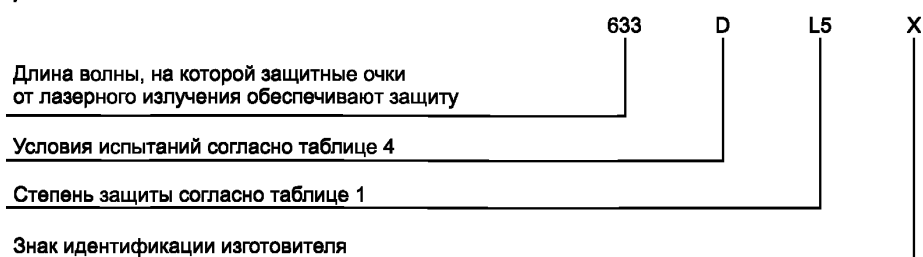 633 D L5 X
Длина волны, на которой защитные очки
от лазерного излучения обеспечивают защиту
Условия испытаний согласно таблице 4
Степень защиты согласно таблице 1
Знак идентификации изготовителя